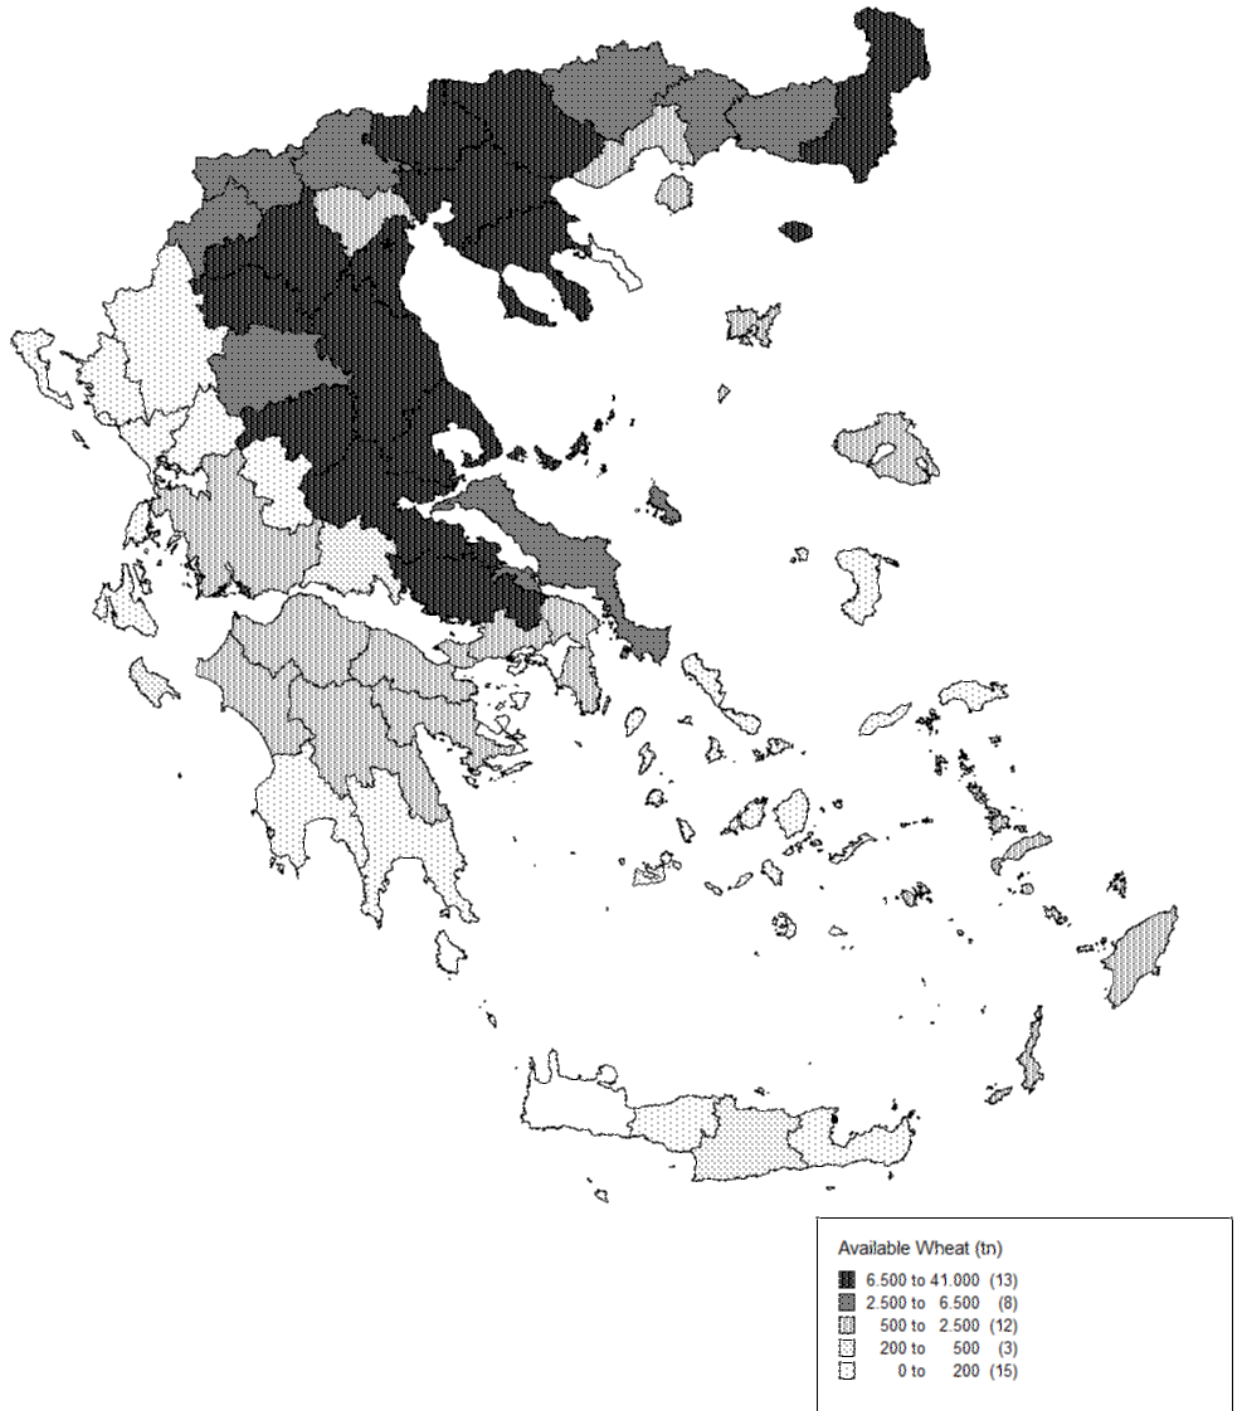 Available Wheat (tn)
6.500 to 41.000 (13)
2.500 to 6.500 (8)
500 to 2.500 (12)
200 to 500 (3)
0 to 200 (15)